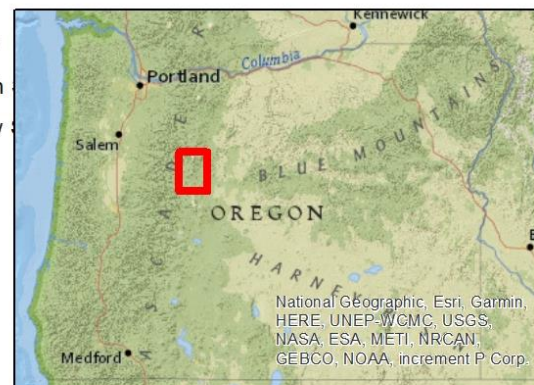 Kennewick
Columbia
Portland
Salem
BLUE MOUNTAINS
OREGON
HARNEY
Medford
National Geographic, Esri, Garmin,
HERE, UNEP-WCMC, USGS,
NASA, ESA, METI, NRCAN,
GEBCO, NOAA, increment P Corp.